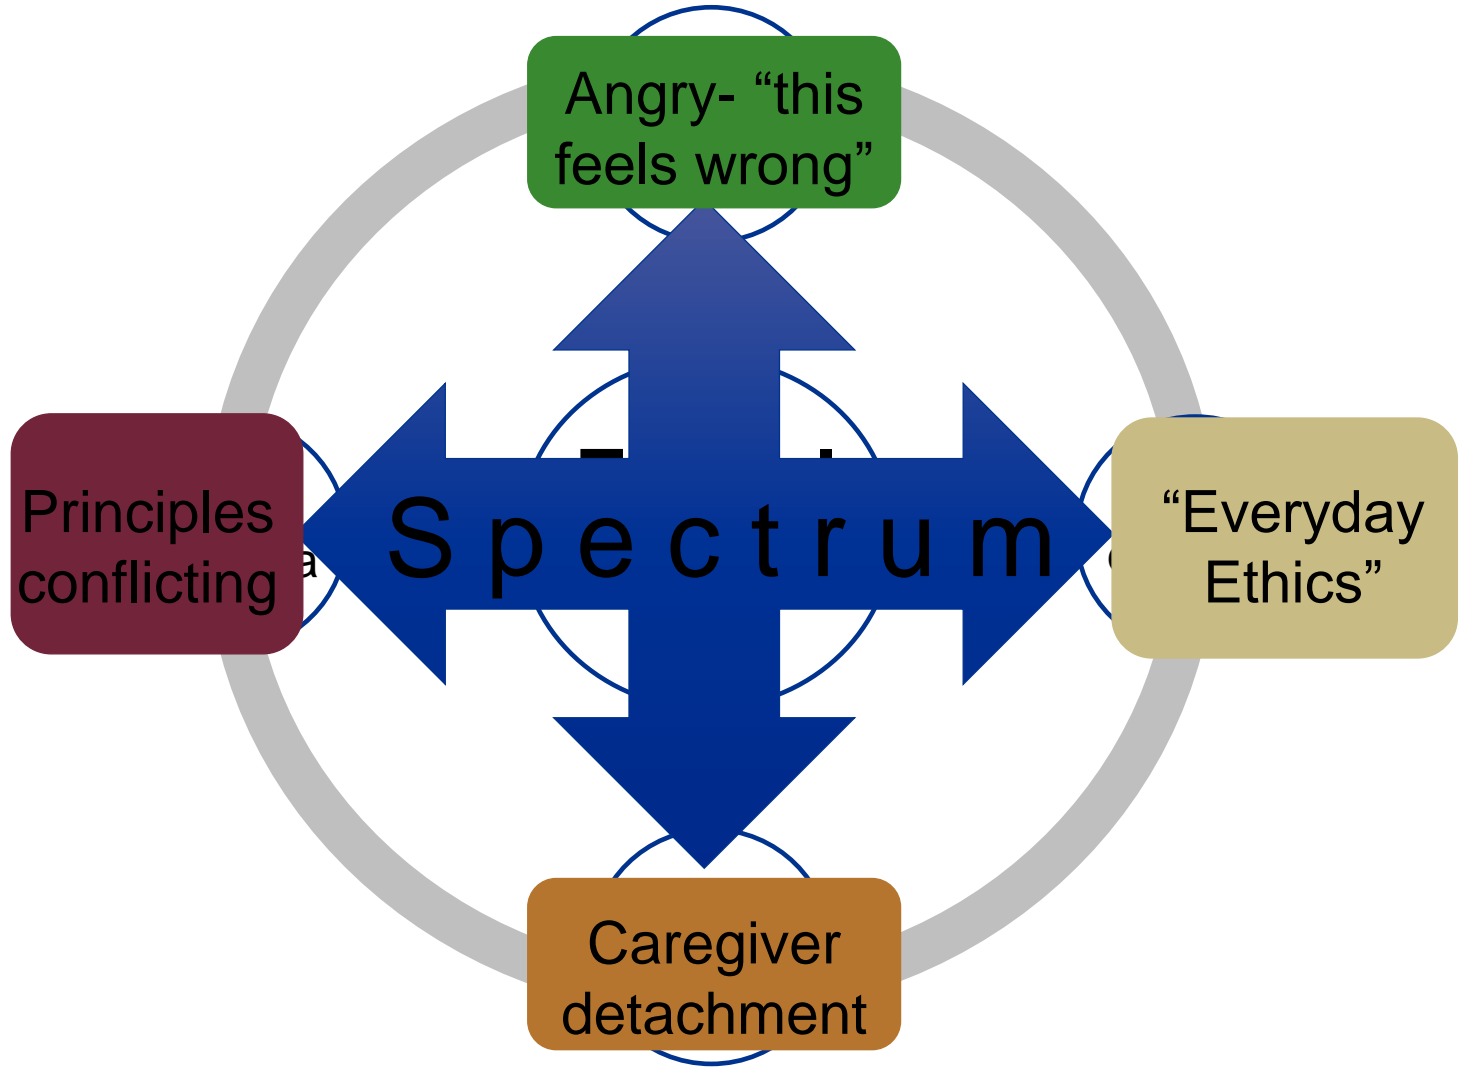 Angry- “this
feels wrong”
Principles
conflicting
S p e c t r u m
“Everyday
Ethics”
Caregiver
detachment